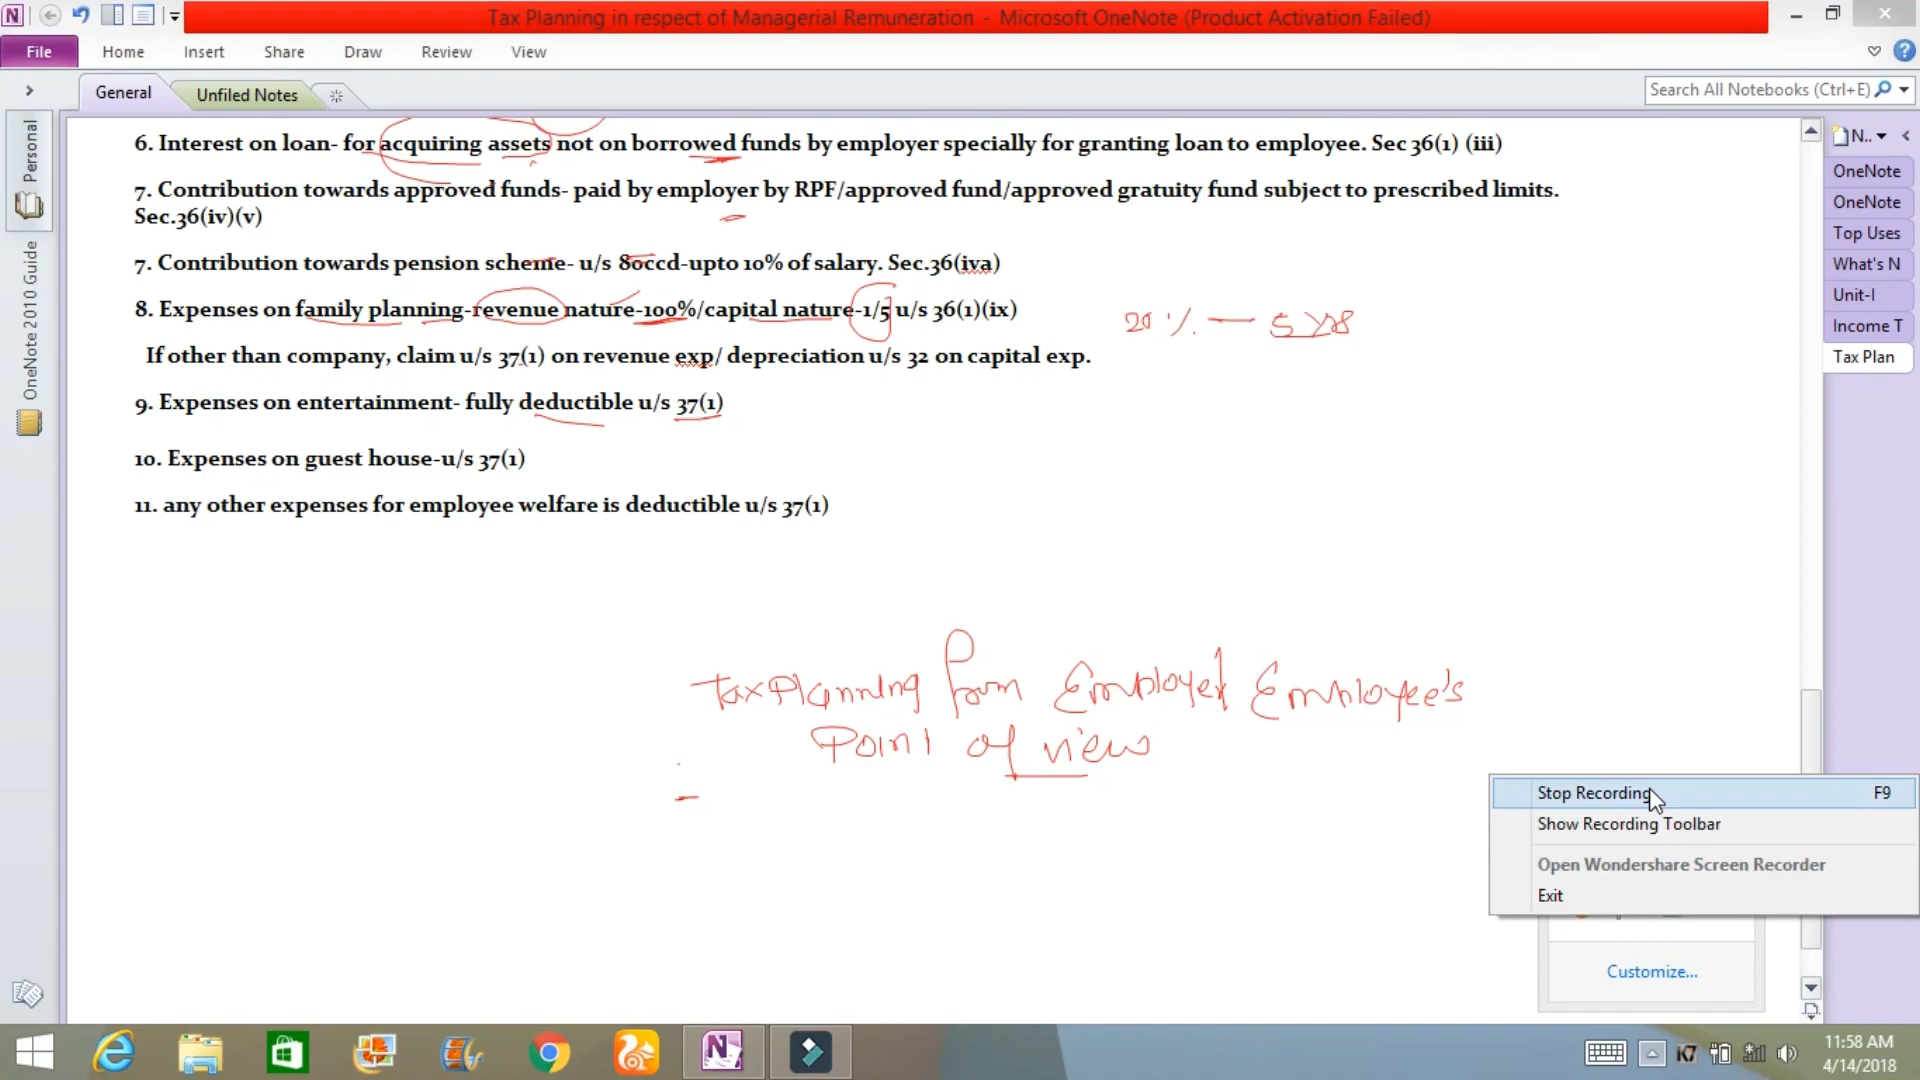 Tax Planning in respect of Managerial Remuneration - Microsoft OneNote (Product Activation Failed)
File Home Insert Share Draw Review View
General Unfiled Notes
Search All Notebooks (Ctrl+E)
Personal
OneNote 2010 Guide
N..
OneNote
OneNote
Top Uses
What's N
Unit-I
Income T
Tax Plan
6. Interest on loan- for acquiring assets not on borrowed funds by employer specially for granting loan to employee. Sec 36(1) (iii)
7. Contribution towards approved funds- paid by employer by RPF/approved fund/approved gratuity fund subject to prescribed limits.
Sec.36(iv)(v)
7. Contribution towards pension scheme- u/s 80ccd-upto 10% of salary. Sec.36(iva)
8. Expenses on family planning-revenue nature-100%/capital nature-1/5 u/s 36(1)(ix)
20% — 5 yrs
If other than company, claim u/s 37(1) on revenue exp/ depreciation u/s 32 on capital exp.
9. Expenses on entertainment- fully deductible u/s 37(1)
10. Expenses on guest house-u/s 37(1)
11. any other expenses for employee welfare is deductible u/s 37(1)
Tax Planning from Employer Employee's
Point of view
Stop Recording F9
Show Recording Toolbar
Open Wondershare Screen Recorder
Exit
Customize...
K7
11:58 AM
4/14/2018